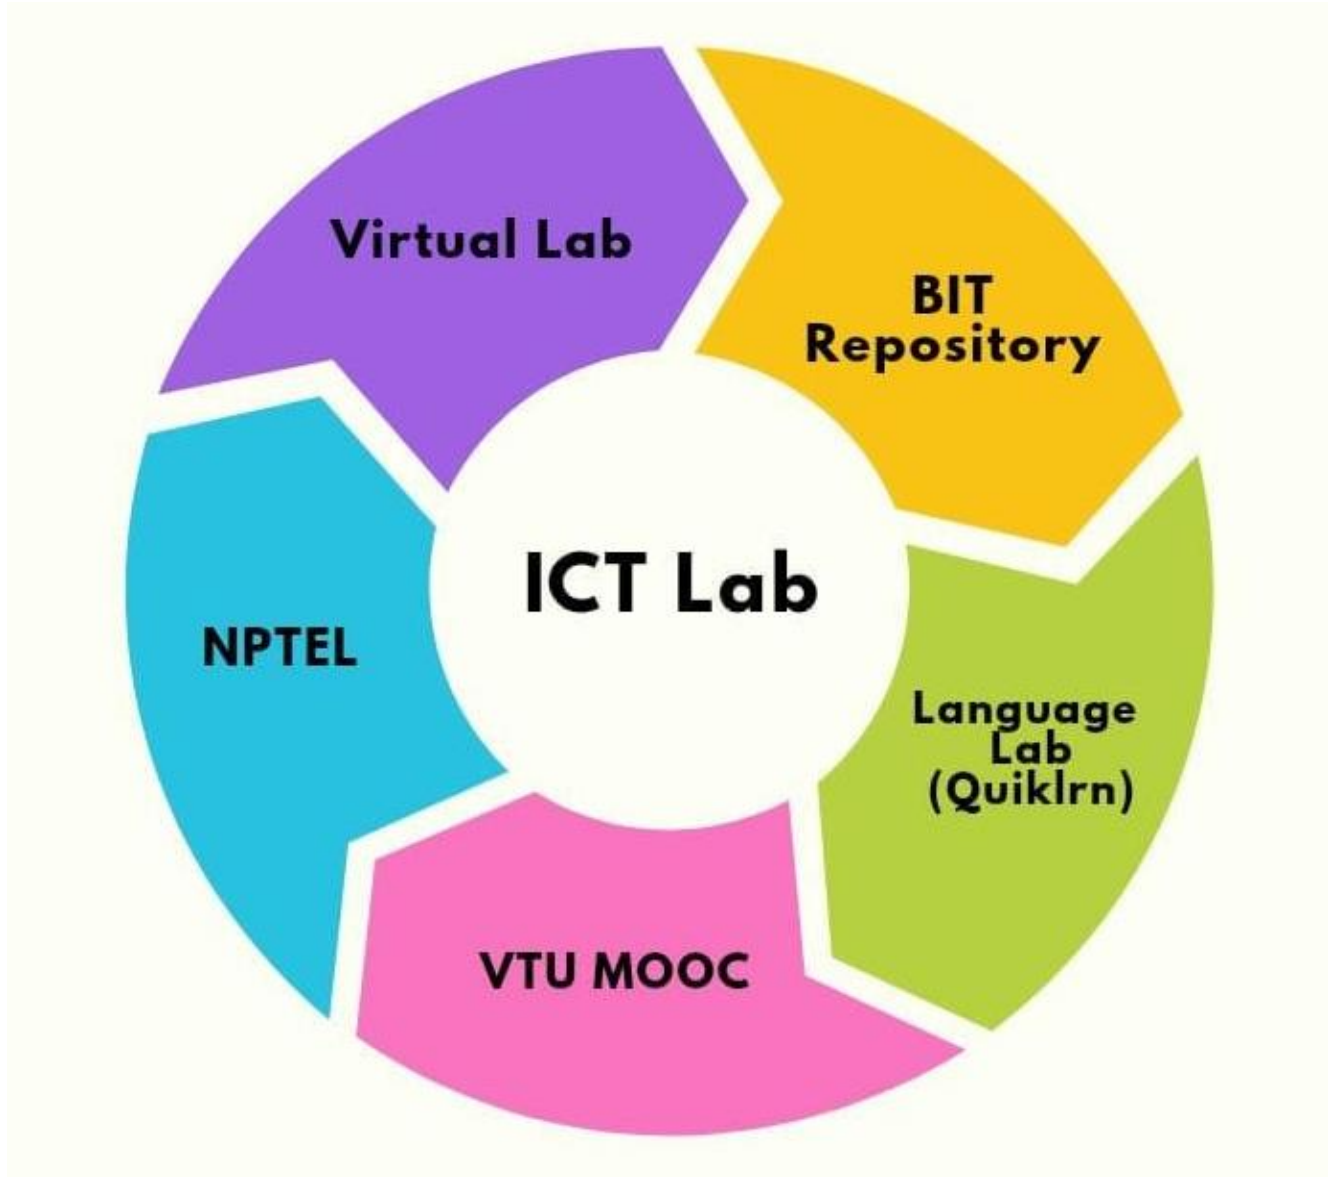 Virtual Lab
BIT
Repository
ICT Lab
NPTEL
Language
Lab
(Quiklrn)
VTU MOOC